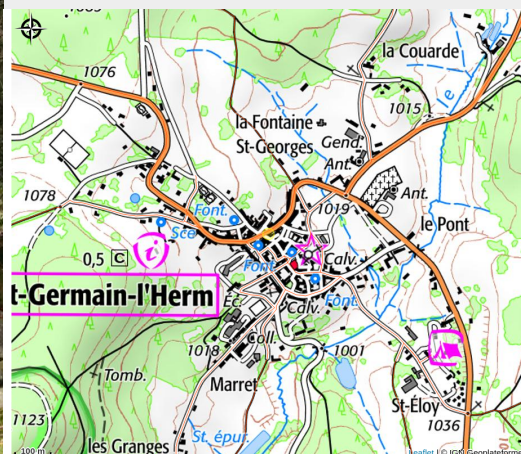 1076
la Couarde
1015
le
la Fontaine
St-Georges
Gend.
Ant.
Ant.
1078
Font.
1019
le Pont
Sce
0,5 C
i
Font.
Calv.
t-Germain-l'Herm
Éc.
Calv.
Font.
Coll.
1018
1001
Tomb.
Marret
St-Éloy
1123
1036
les Granges
St. épur.
100 m
Leaflet | © IGN Geoplateforme